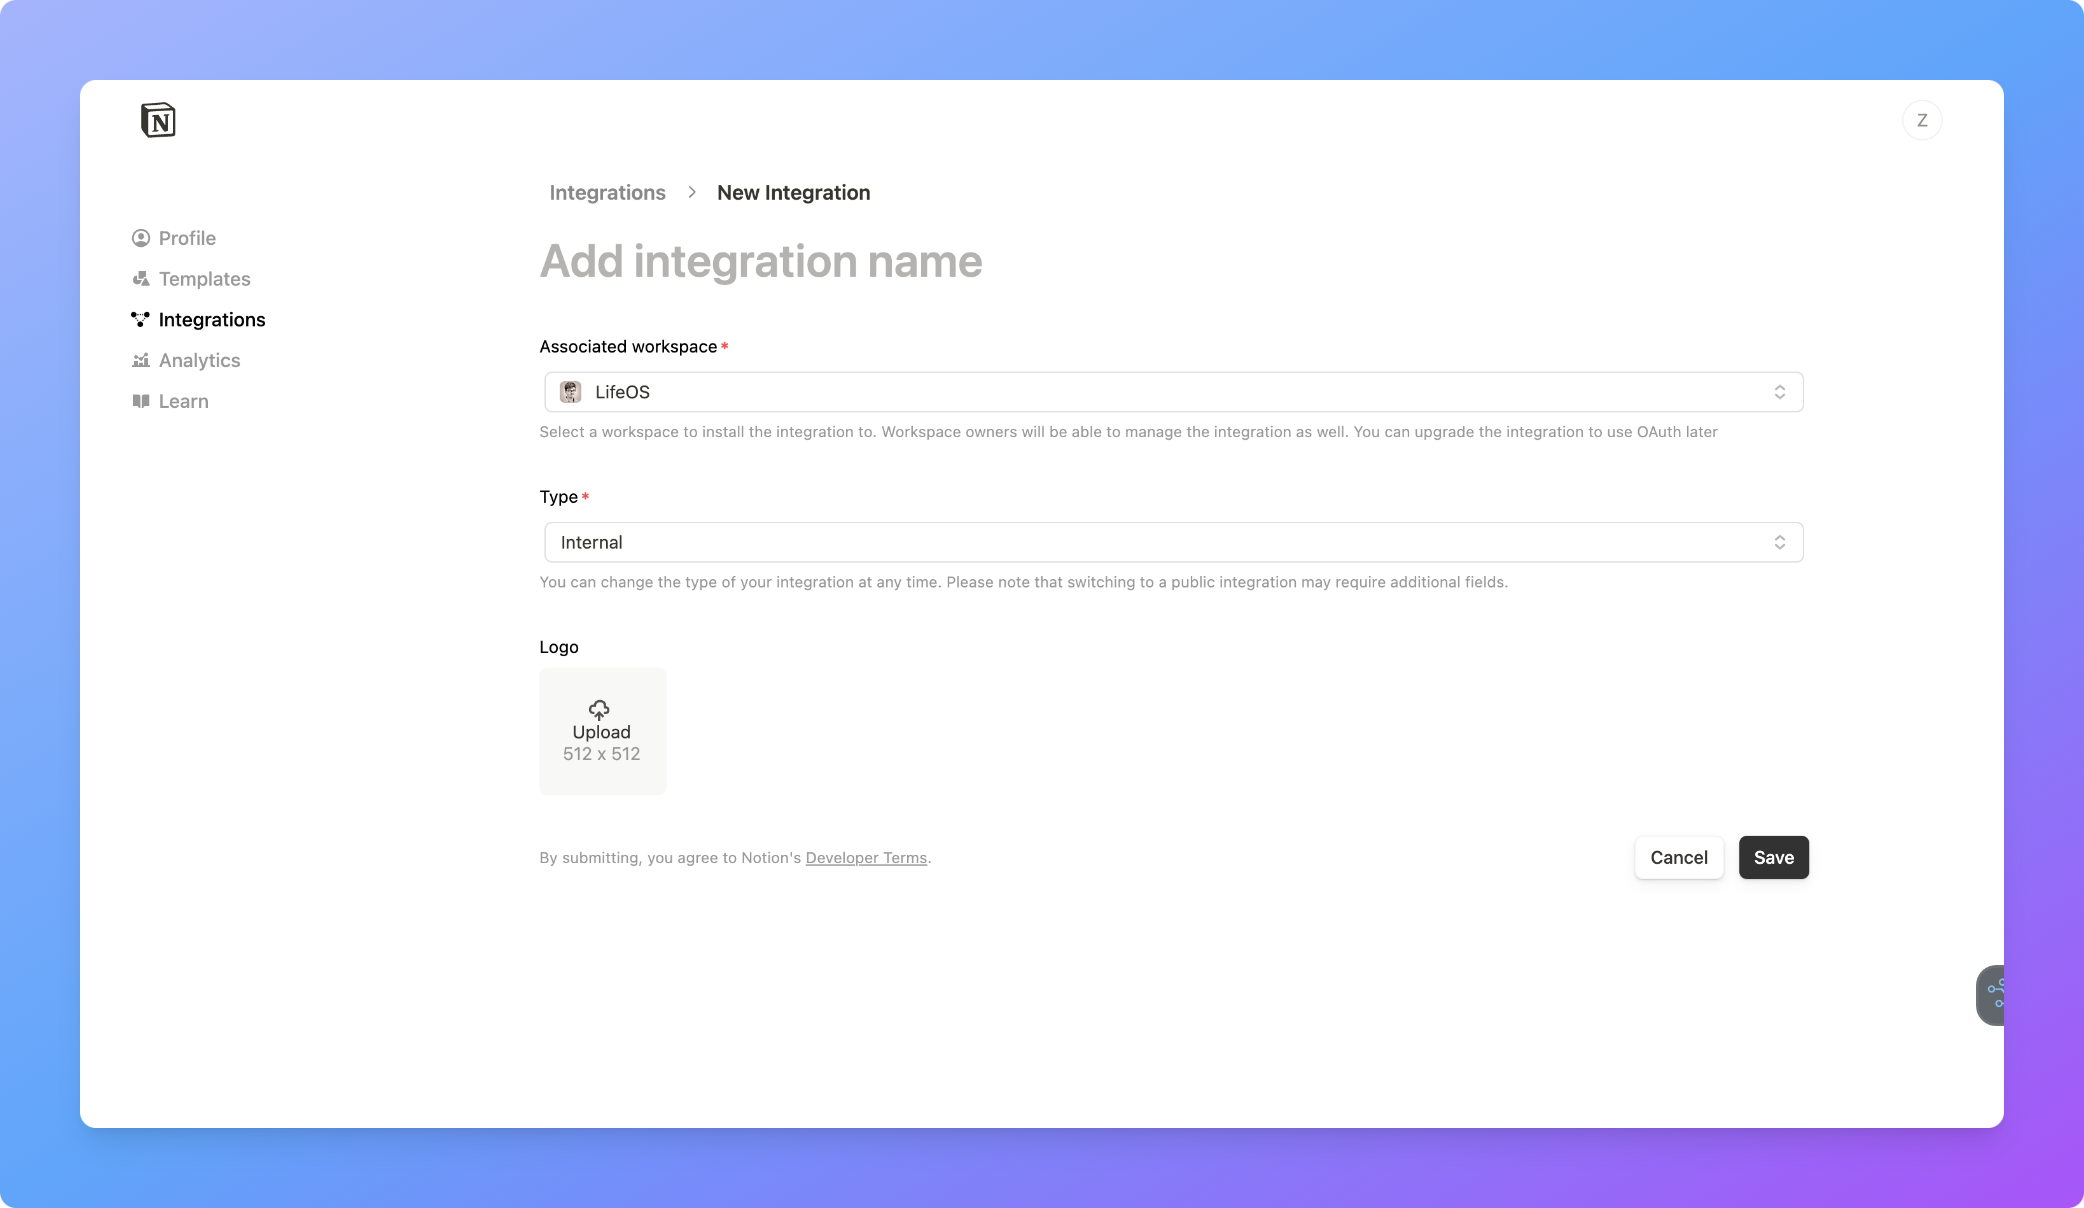 N
Z
Integrations > New Integration
Profile
Templates
Integrations
Analytics
Learn
Add integration name
Associated workspace*
LifeOS
Select a workspace to install the integration to. Workspace owners will be able to manage the integration as well. You can upgrade the integration to use OAuth later
Type*
Internal
You can change the type of your integration at any time. Please note that switching to a public integration may require additional fields.
Logo
Upload
512 x 512
By submitting, you agree to Notion's Developer Terms.
Cancel
Save